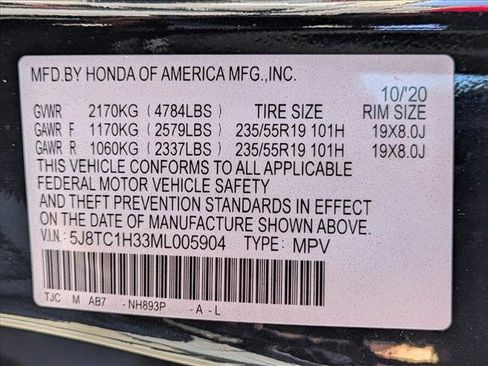 MFD.BY HONDA OF AMERICA MFG.,INC.
10/'20
GVWR 2170KG (4784LBS) TIRE SIZE RIM SIZE
GAWR F 1170KG (2579LBS) 235/55R19 101H 19X8.0J
GAWR R 1060KG (2337LBS) 235/55R19 101H 19X8.0J
THIS VEHICLE CONFORMS TO ALL APPLICABLE
FEDERAL MOTOR VEHICLE SAFETY
AND THEFT PREVENTION STANDARDS IN EFFECT
ON THE DATE OF MANUFACTURE SHOWN ABOVE.
V.I.N.: 5J8TC1H33ML005904 TYPE: MPV
TJC M AB7 -NH893P -A-L